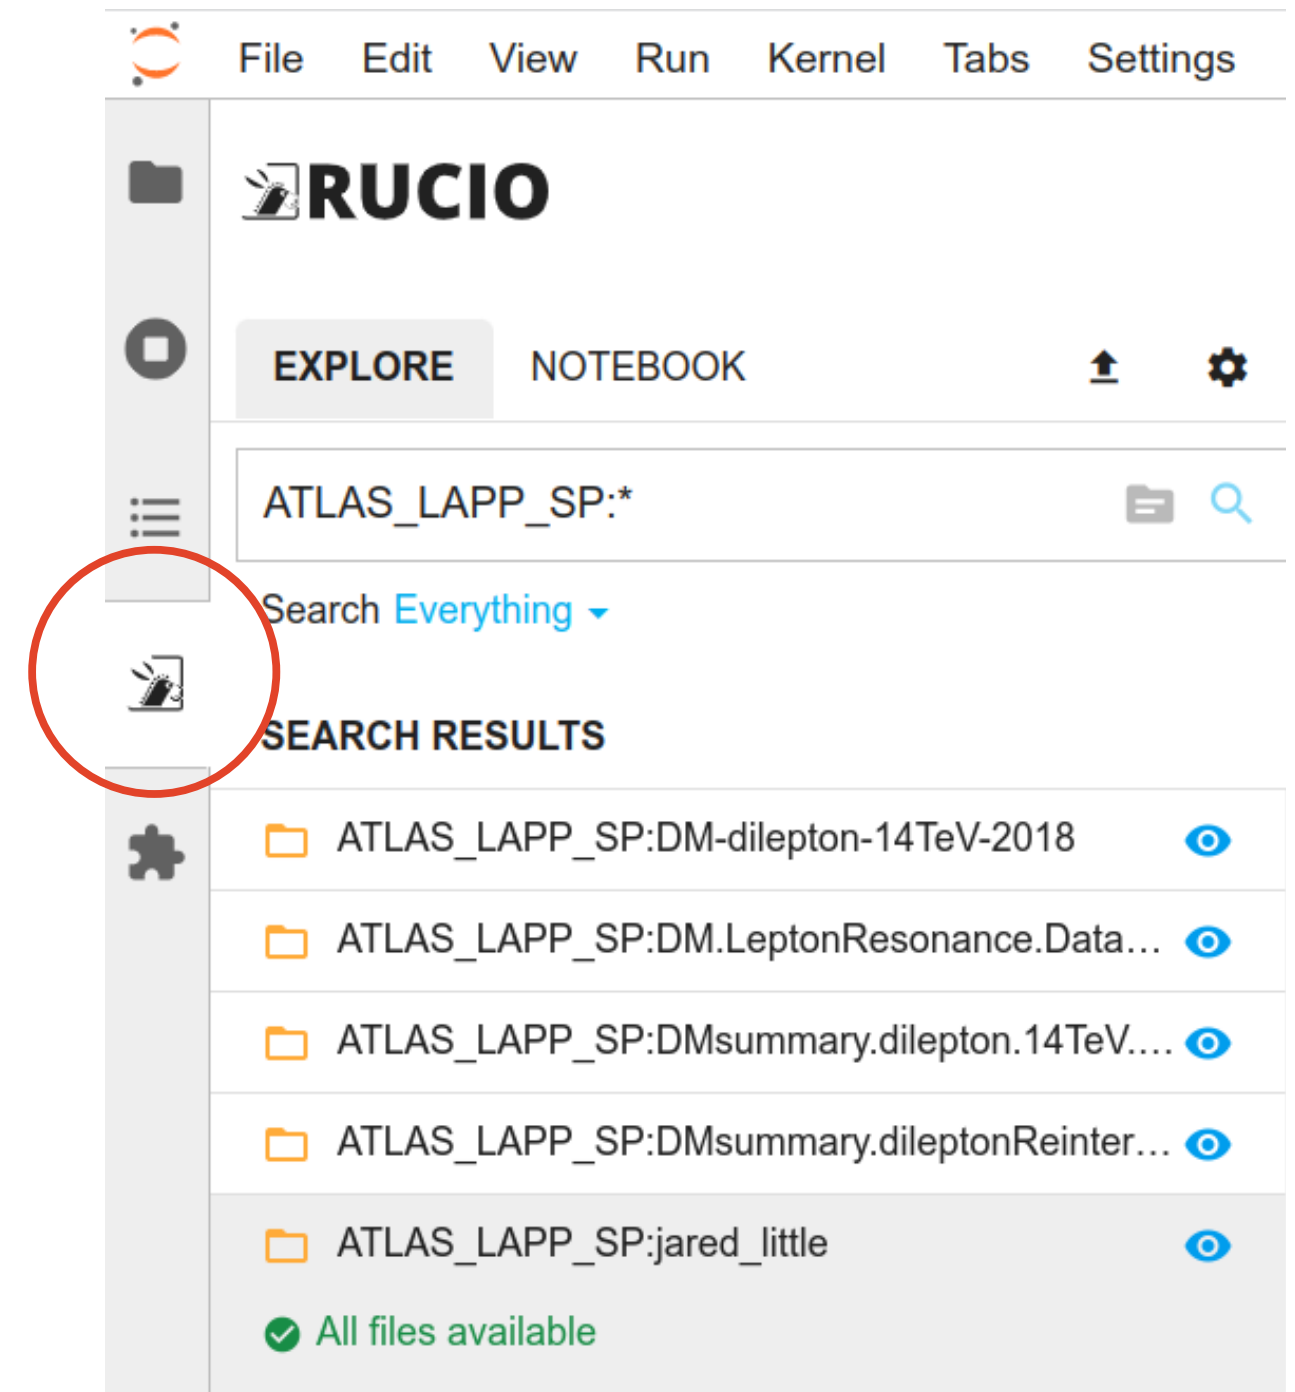 File Edit View Run Kernel Tabs Settings
RUCIO
EXPLORE NOTEBOOK
ATLAS_LAPP_SP:*
Search Everything
SEARCH RESULTS
ATLAS_LAPP_SP:DM-dilepton-14TeV-2018
ATLAS_LAPP_SP:DM.LeptonResonance.Data...
ATLAS_LAPP_SP:DMsummary.dilepton.14TeV....
ATLAS_LAPP_SP:DMsummary.dileptonReinter...
ATLAS_LAPP_SP:jared_little
All files available